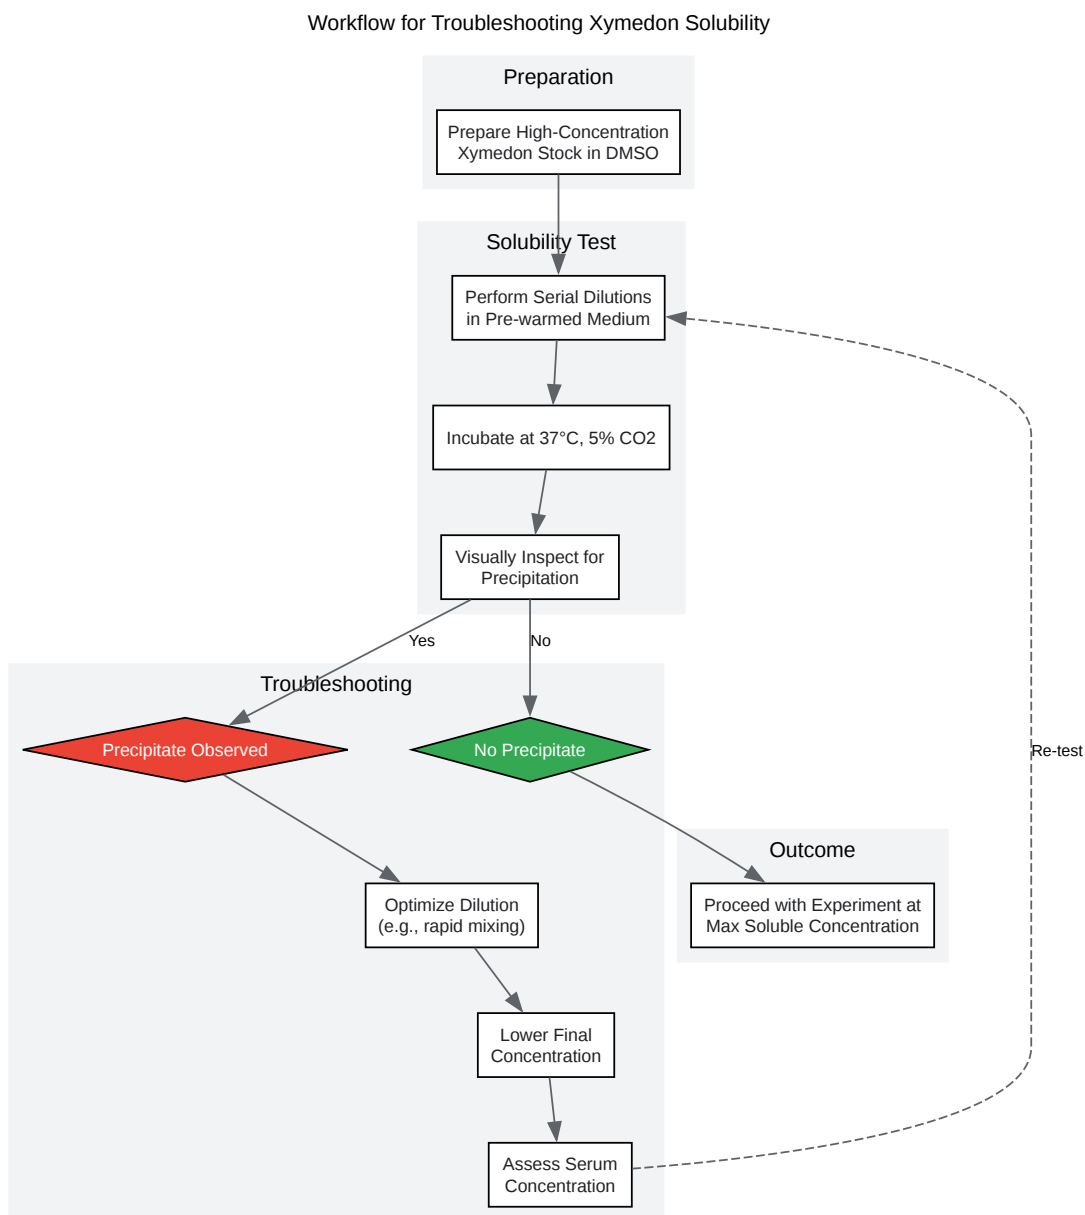 Workflow for Troubleshooting Xymedon Solubility
Preparation
Prepare High-Concentration
Xymedon Stock in DMSO
Solubility Test
Perform Serial Dilutions
in Pre-warmed Medium
Incubate at 37°C, 5% CO2
Visually Inspect for
Precipitation
Yes
No
Troubleshooting
Precipitate Observed
No Precipitate
Re-test
Outcome
Optimize Dilution
(e.g., rapid mixing)
Proceed with Experiment at
Max Soluble Concentration
Lower Final
Concentration
Assess Serum
Concentration